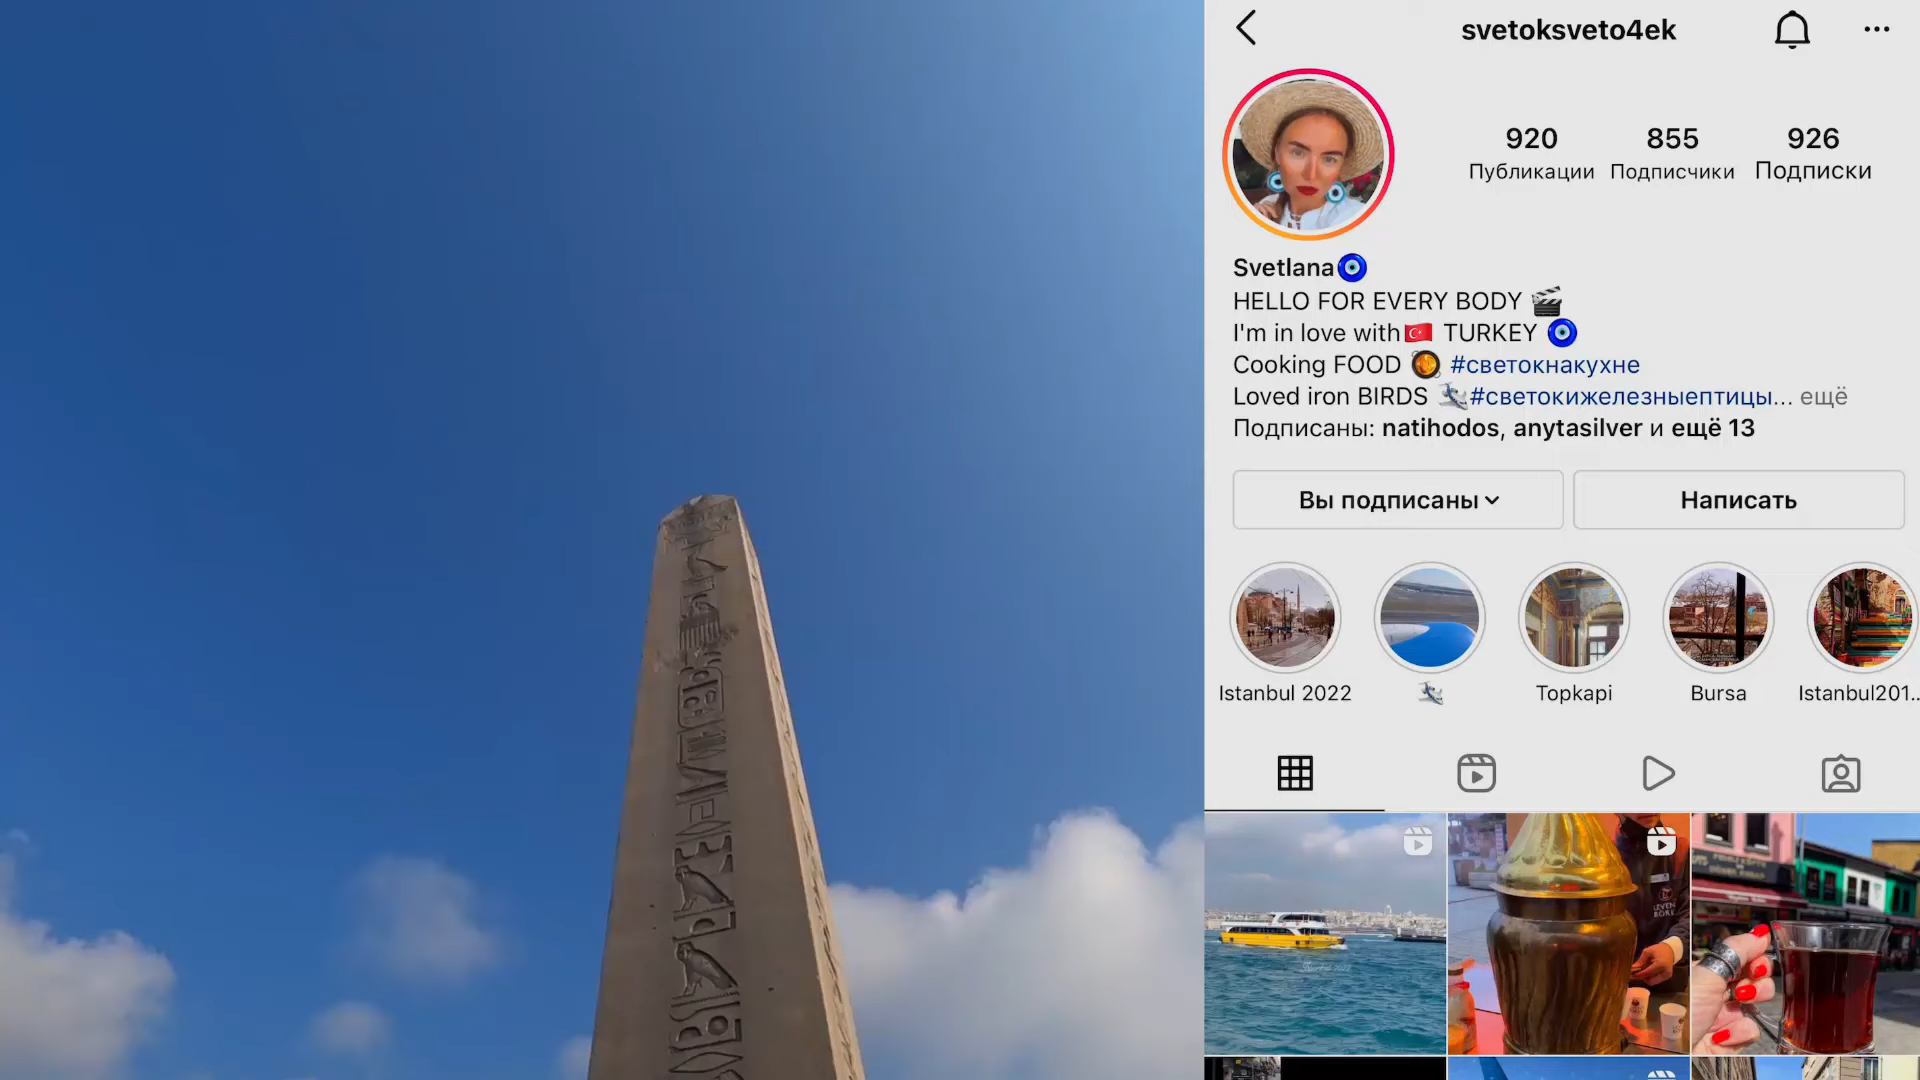 svetoksveto4ek
920
855
926
Публикации
Подписчики
Подписки
Svetlana🧿
HELLO FOR EVERY BODY 🎬
I'm in love with🇹🇷 TURKEY 🧿
Cooking FOOD 🥘 #светокнакухне
Loved iron BIRDS 🛩#светокижелезныептицы... ещё
Подписаны: natihodos, anytasilver и ещё 13
Вы подписаны
Написать
Istanbul 2022
🛩
Topkapi
Bursa
Istanbul201...